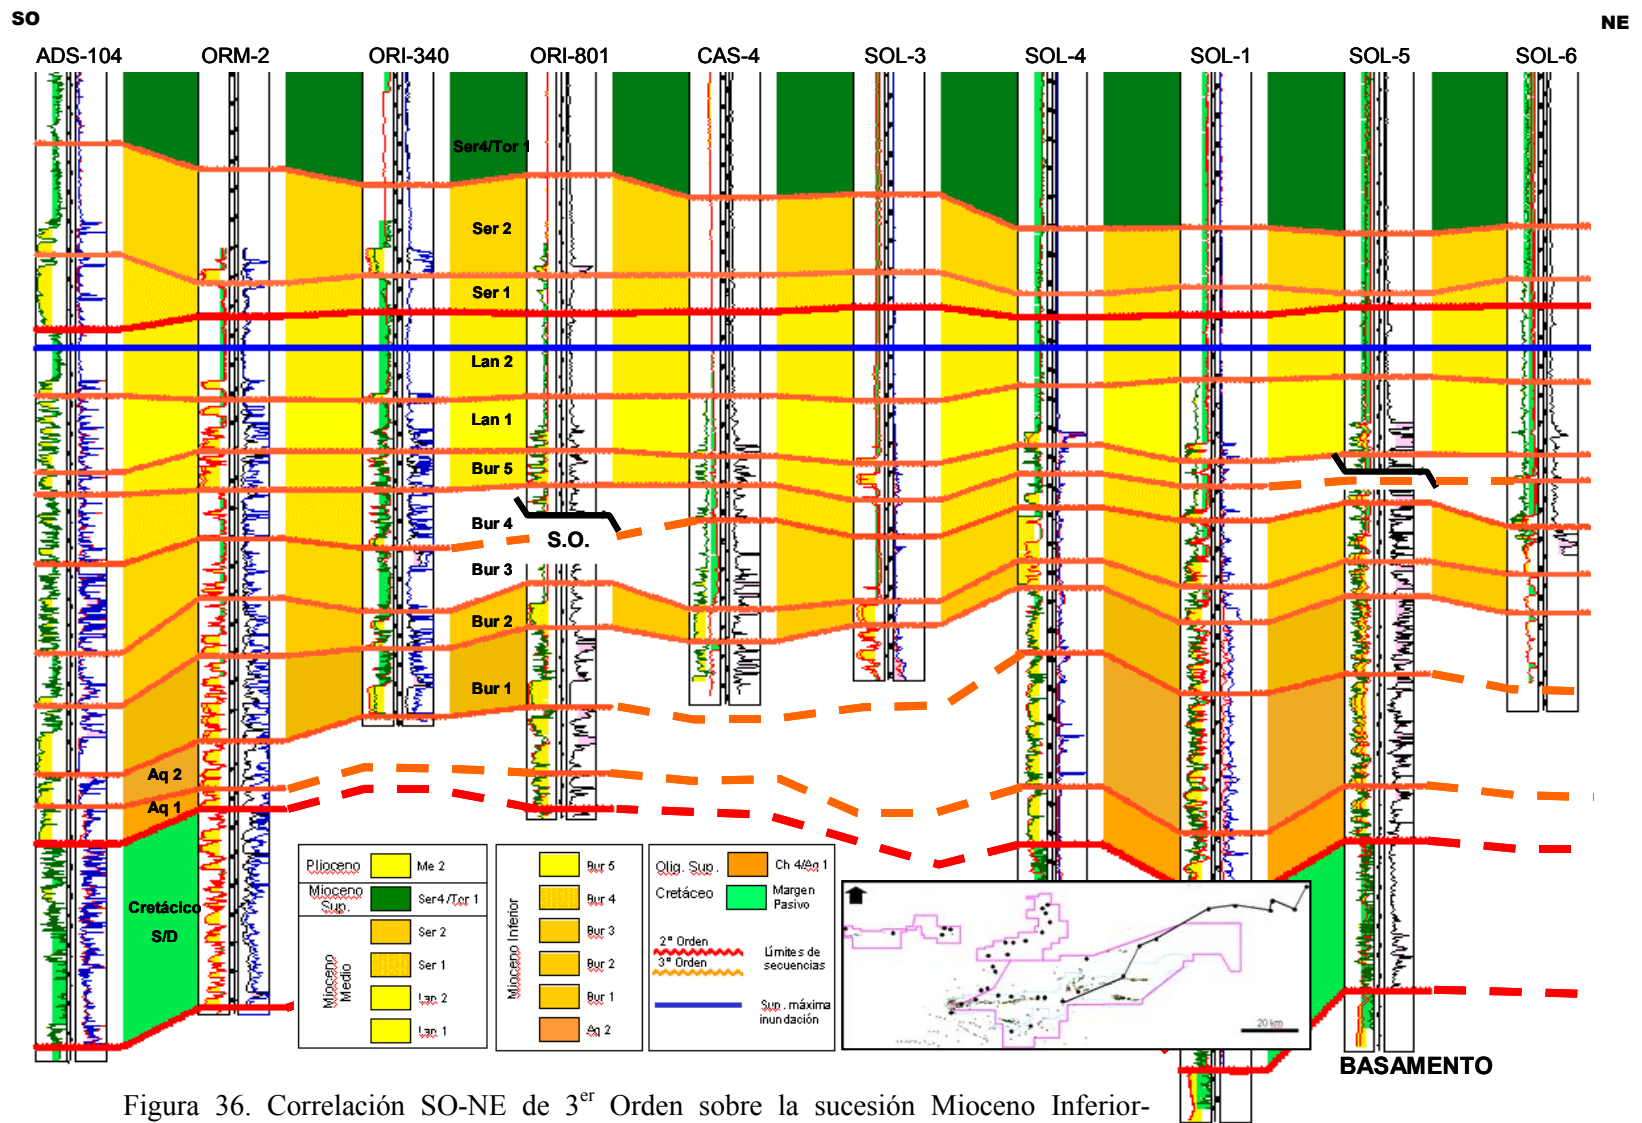 SO
NE
ADS-104 ORM-2 ORI-340 ORI-801 CAS-4 SOL-3 SOL-4 SOL-1 SOL-5 SOL-6
Ser4/Tor 1
Ser 2
Ser 1
Lan 2
Lan 1
Bur 5
Bur 4
S.O.
Bur 3
Bur 2
Bur 1
Aq 2
Aq 1
Cretácico
S/D
Plioceno
Me 2
Mioceno
Sup.
Ser4/Tor 1
Mioceno
Medio
Ser 2
Ser 1
Lan 2
Lan 1
Mioceno Inferior
Bur 5
Bur 4
Bur 3
Bur 2
Bur 1
Aq 2
Olig. Sup.
Ch 4/Aq 1
Cretáceo
Margen
Pasivo
2° Orden
3° Orden
Límites de
secuencias
Sup. máxima
inundación
20 km
BASAMENTO
Figura 36. Correlación SO-NE de 3er Orden sobre la sucesión Mioceno Inferior-